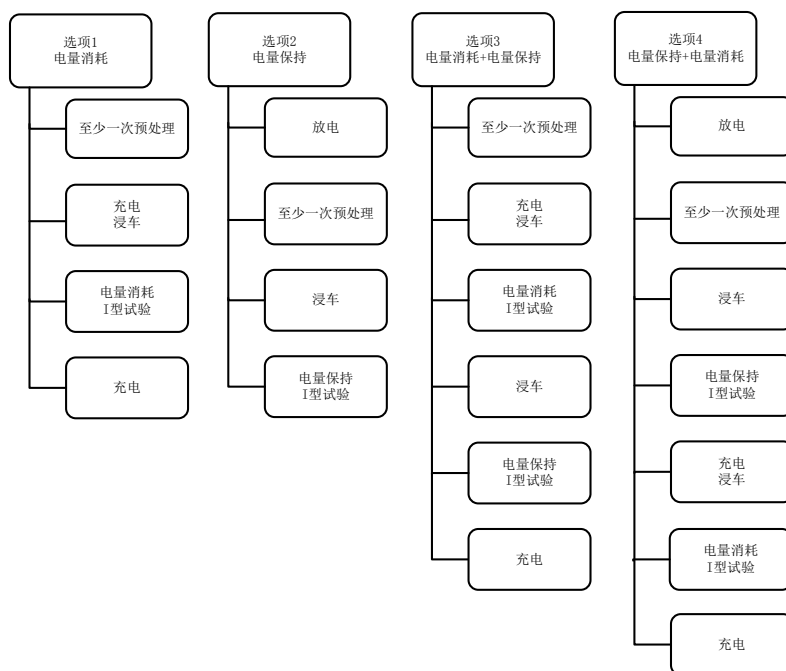 选项1
电量消耗
至少一次预处理
充电
浸车
电量消耗
I型试验
充电
选项2
电量保持
放电
至少一次预处理
浸车
电量保持
I型试验
选项3
电量消耗+电量保持
至少一次预处理
充电
浸车
电量消耗
I型试验
浸车
电量保持
I型试验
充电
选项4
电量保持+电量消耗
放电
至少一次预处理
浸车
电量保持
I型试验
充电
浸车
电量消耗
I型试验
充电